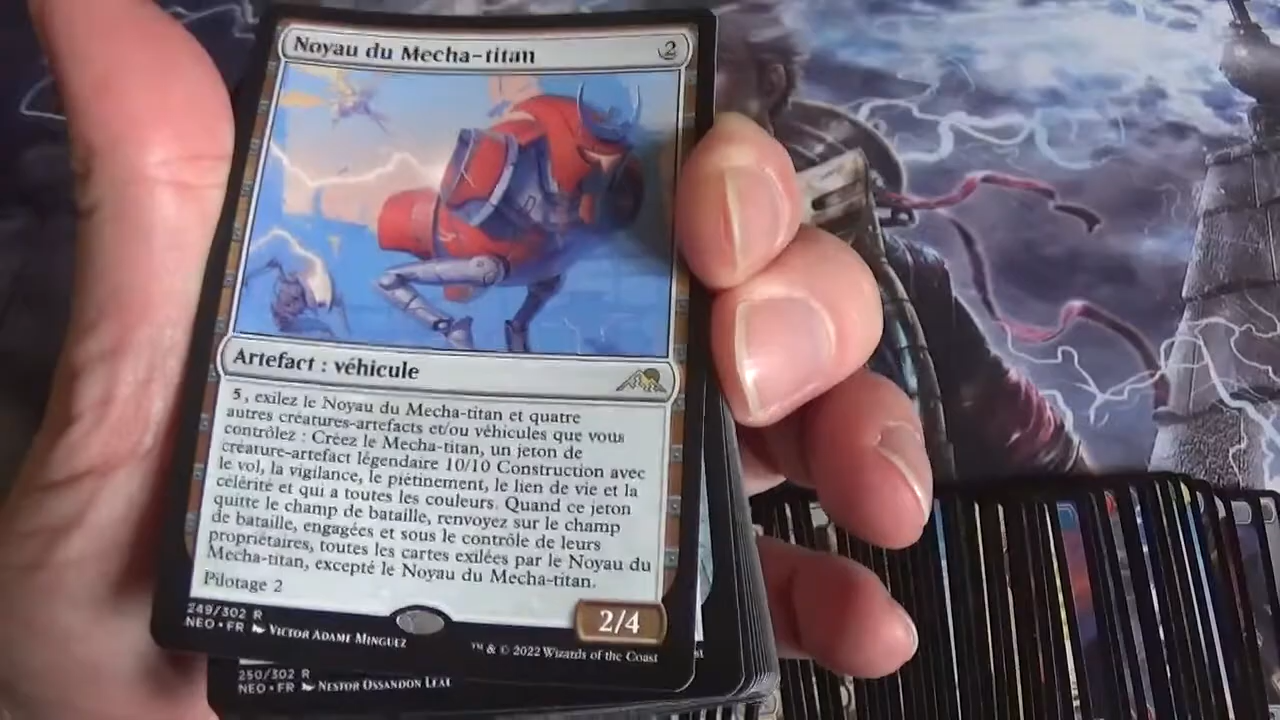 Noyau du Mecha-titan 2
Artefact : véhicule
5, exilez le Noyau du Mecha-titan et quatre
autres créatures-artefacts et/ou véhicules que vous
contrôlez : Créez le Mecha-titan, un jeton de
créature-artefact légendaire 10/10 Construction avec
le vol, la vigilance, le piétinement, le lien de vie et la
célérité et qui a toutes les couleurs. Quand ce jeton
quitte le champ de bataille, renvoyez sur le champ
de bataille, engagées et sous le contrôle de leurs
propriétaires, toutes les cartes exilées par le Noyau du
Mecha-titan, excepté le Noyau du Mecha-titan.
Pilotage 2
2/4
249/302 R
NEO • FR Victor Adame Minguez
™ & © 2022 Wizards of the Coast
250/302 R
NEO • FR Nestor Ossandon Leal
st